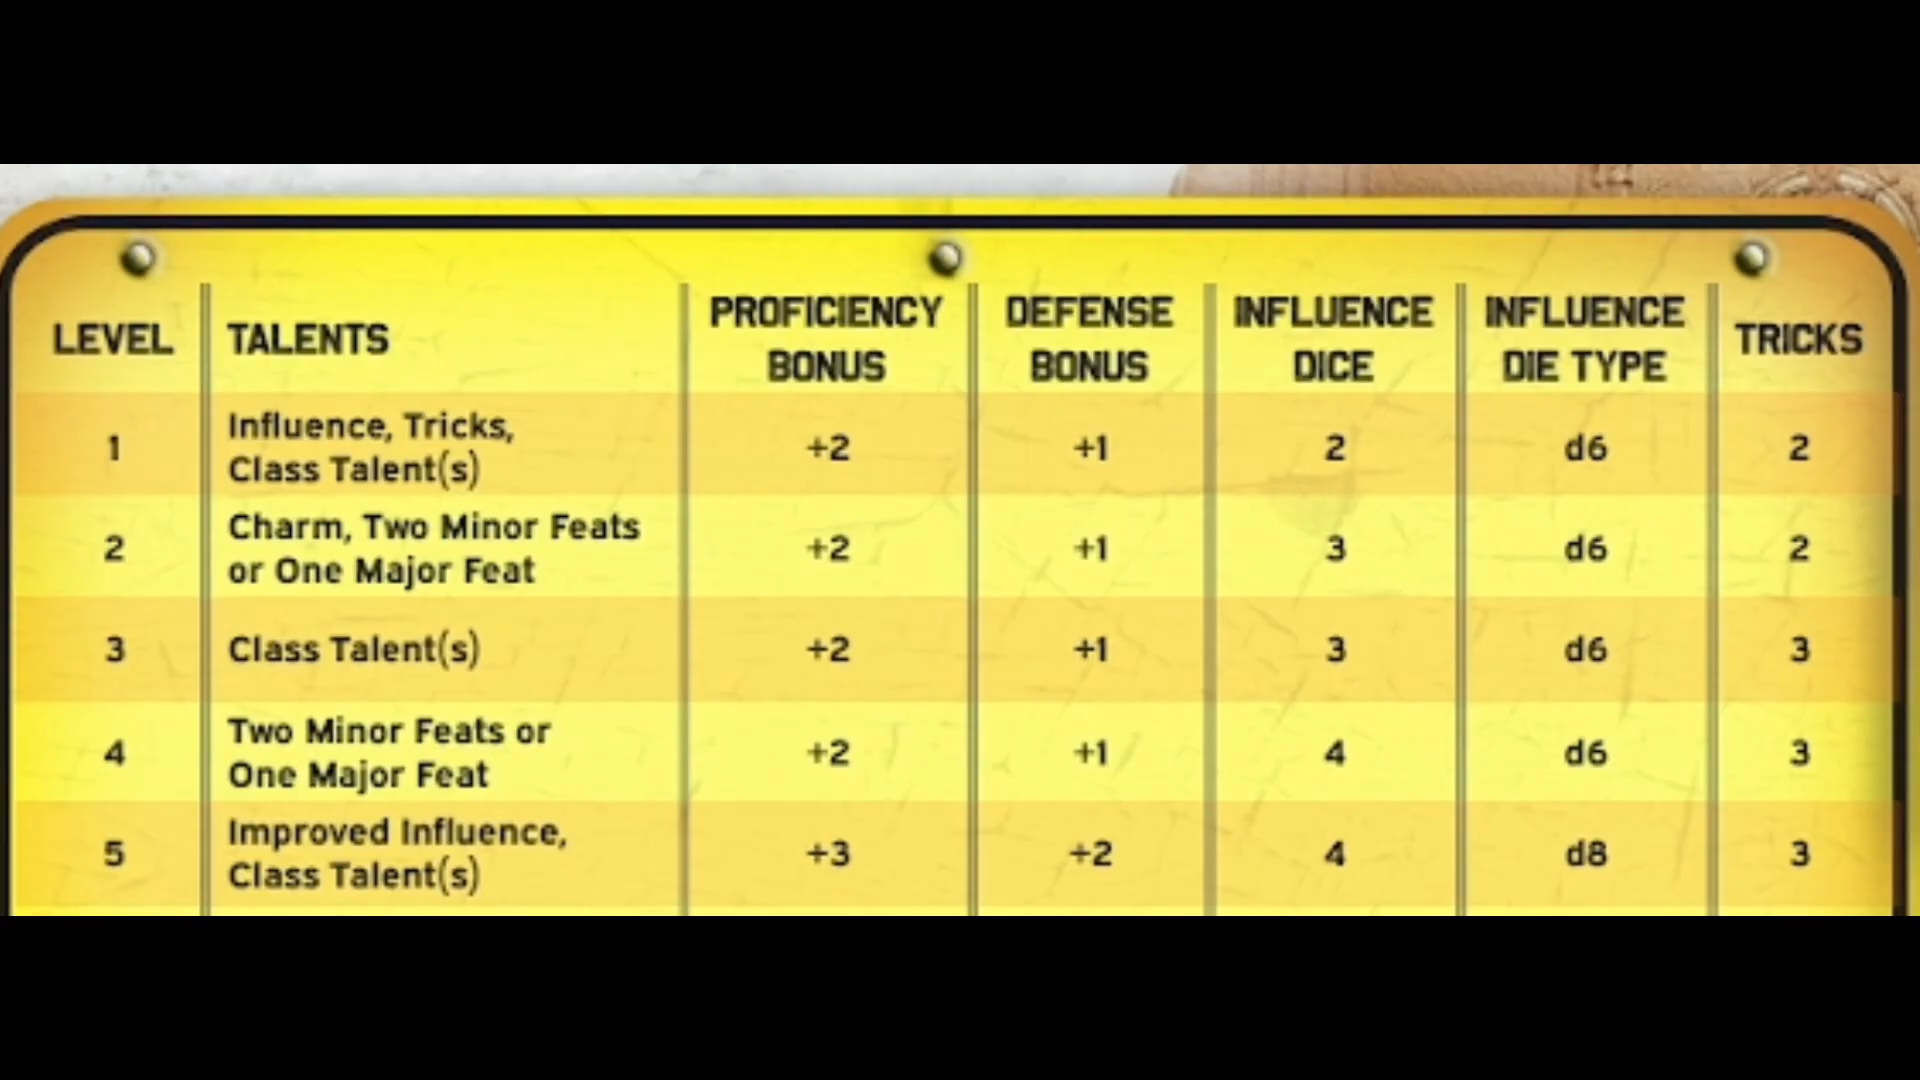 LEVEL TALENTS PROFICIENCY BONUS DEFENSE BONUS INFLUENCE DICE INFLUENCE DIE TYPE TRICKS
1 Influence, Tricks, Class Talent(s) +2 +1 2 d6 2
2 Charm, Two Minor Feats or One Major Feat +2 +1 3 d6 2
3 Class Talent(s) +2 +1 3 d6 3
4 Two Minor Feats or One Major Feat +2 +1 4 d6 3
5 Improved Influence, Class Talent(s) +3 +2 4 d8 3